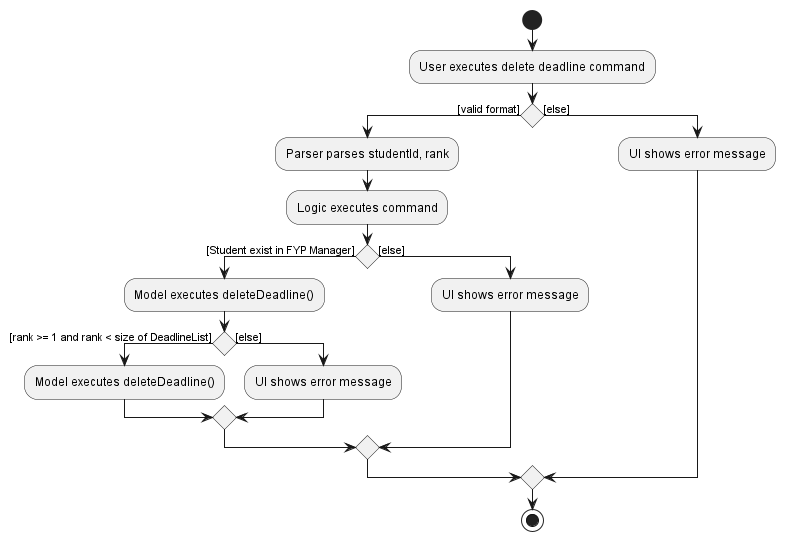 User executes delete deadline command
[valid format]
[else]
Parser parses studentId, rank
UI shows error message
Logic executes command
[Student exist in FYP Manager]
[else]
Model executes deleteDeadline()
UI shows error message
[rank >= 1 and rank < size of DeadlineList]
[else]
Model executes deleteDeadline()
UI shows error message